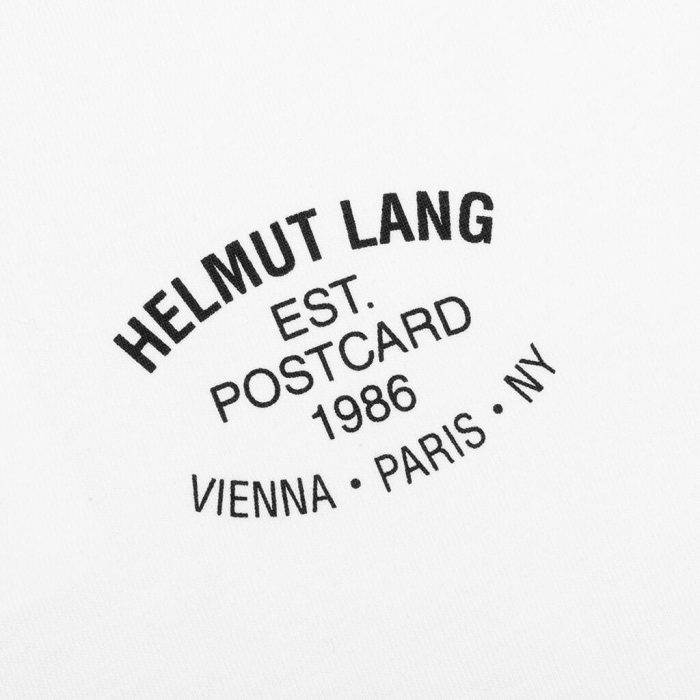 HELMUT LANG
EST.
POSTCARD
1986
VIENNA • PARIS • NY